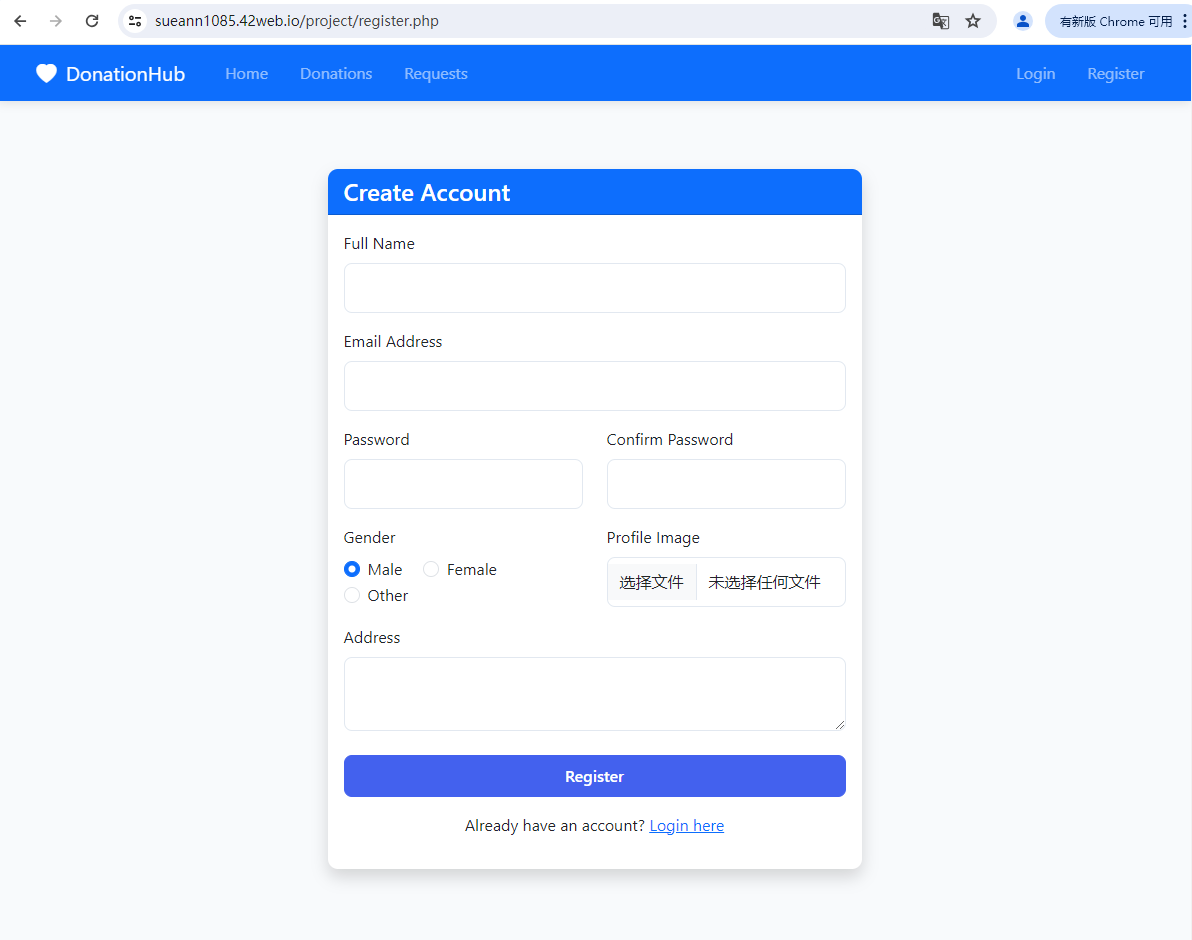 sueann1085.42web.io/project/register.php 有新版 Chrome 可用
DonationHub Home Donations Requests Login Register
Create Account
Full Name
Email Address
Password Confirm Password
Gender Profile Image
Male Female 选择文件 未选择任何文件
Other
Address
Register
Already have an account? Login here